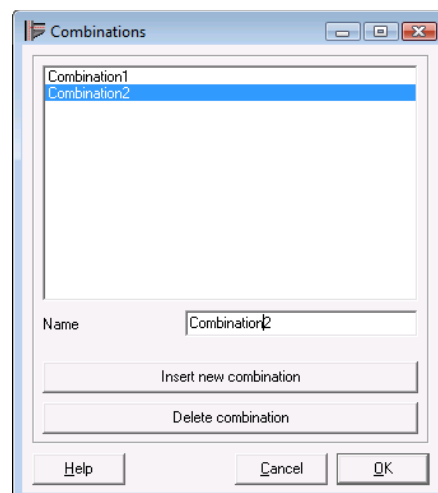 Combinations
Combination1
Combination2
Name
Combination2
Insert new combination
Delete combination
Help
Cancel
OK